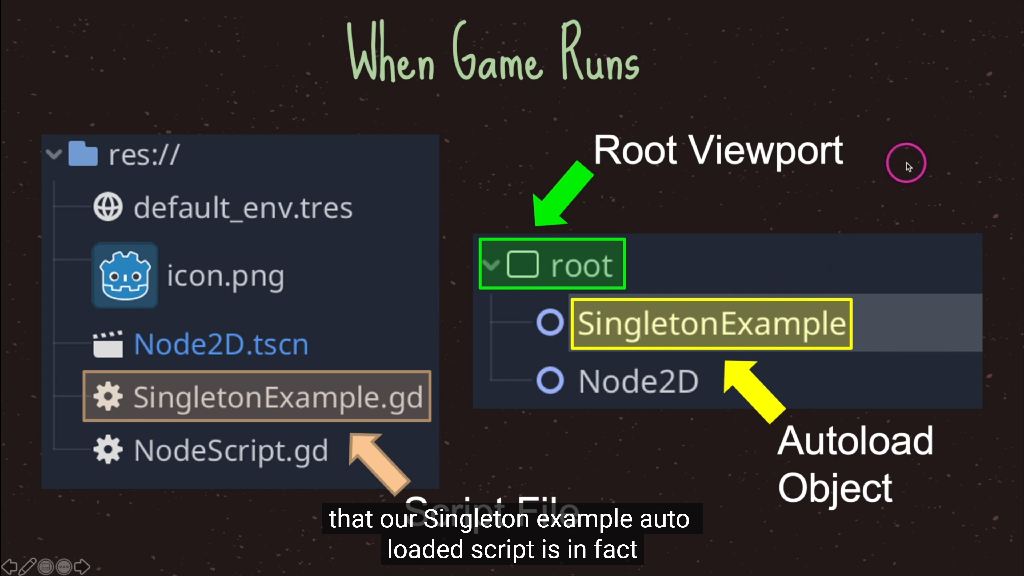 When Game Runs
Root Viewport
res://
default_env.tres
icon.png
Node2D.tscn
SingletonExample.gd
NodeScript.gd
root
SingletonExample
Node2D
Autoload
Object
Script File
that our Singleton example auto
loaded script is in fact